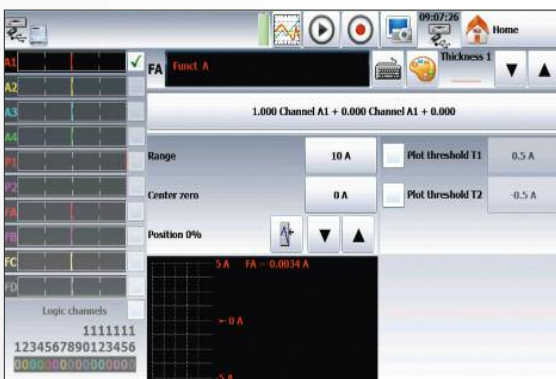 09:07:26
Home
A1
FA Funct A
Thickness 1
A2
A3
1.000 Channel A1 + 0.000 Channel A1 + 0.000
A4
P1
Range 10 A
Plot threshold T1 0.5 A
P2
Center zero 0 A
Plot threshold T2 -0.5 A
FA
FB
Position 0%
FC
5 A FA = 0.0034 A
FD
Logic channels
0 A
1111111
1234567890123456
0000000000000000
-5 A